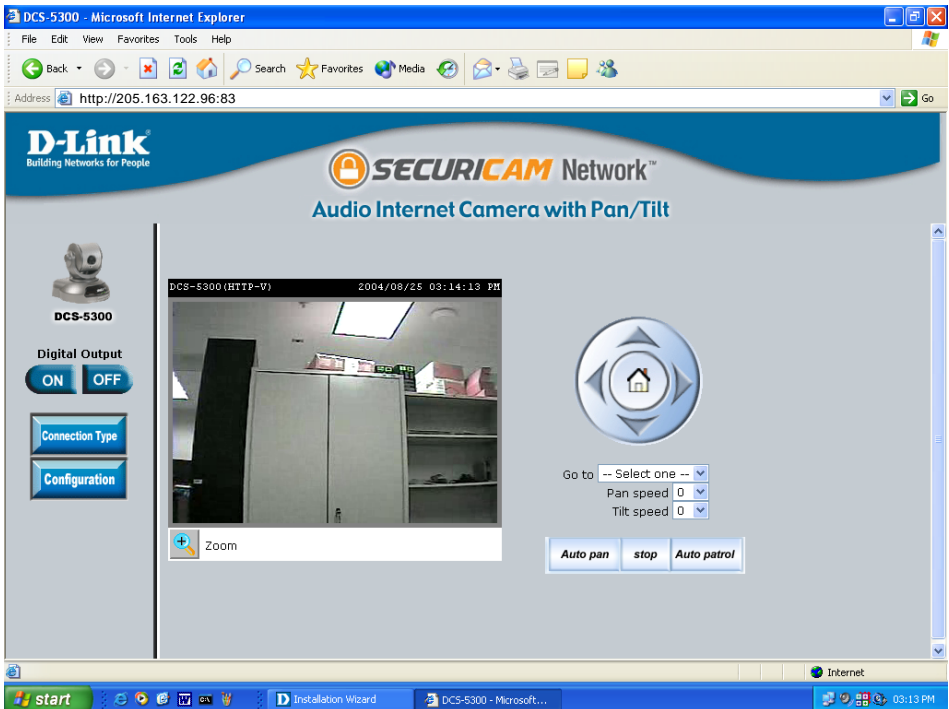 DCS-5300 - Microsoft Internet Explorer
File Edit View Favorites Tools Help
Back Search Favorites Media
Address http://205.163.122.96:83 Go
D-Link
Building Networks for People
SECURICAM Network™
Audio Internet Camera with Pan/Tilt
DCS-5300
Digital Output
ON OFF
Connection Type
Configuration
DCS-5300(HTTP-V) 2004/08/25 03:14:13 PM
Zoom
Go to -- Select one --
Pan speed 0
Tilt speed 0
Auto pan stop Auto patrol
Internet
start Installation Wizard DCS-5300 - Microsoft... 03:13 PM